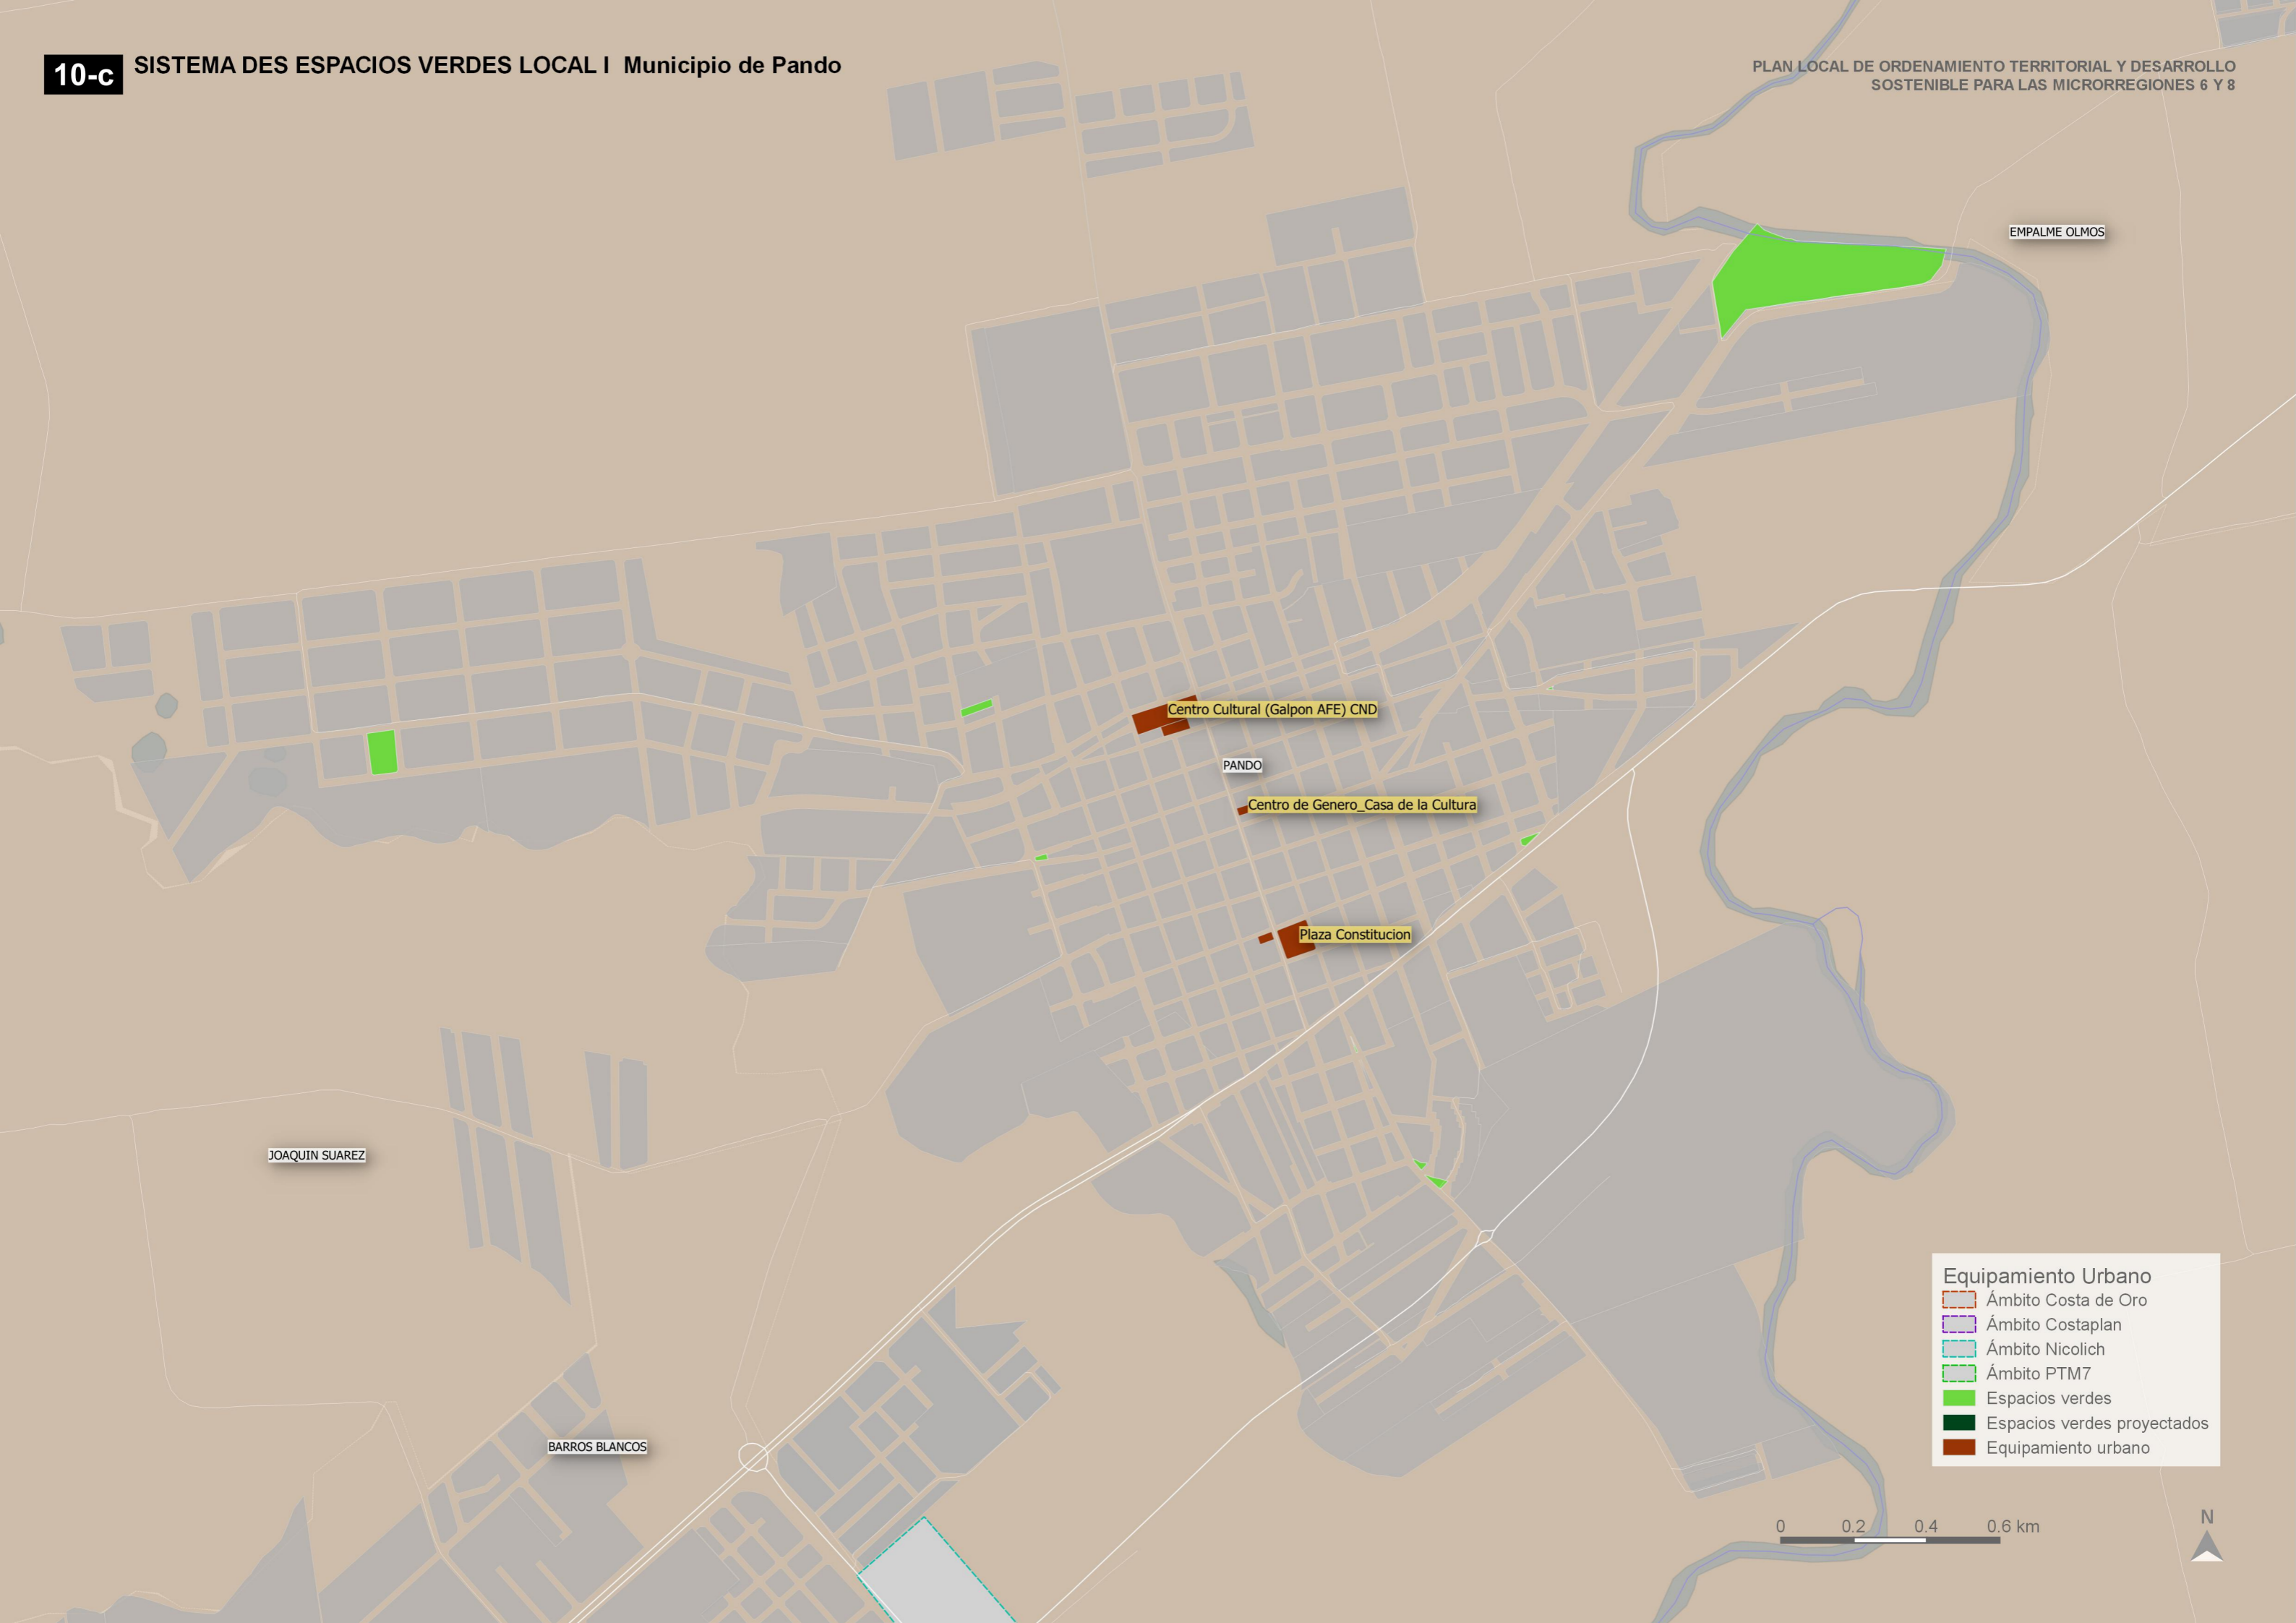 10-c
SISTEMA DES ESPACIOS VERDES LOCAL I Municipio de Pando
PLAN LOCAL DE ORDENAMIENTO TERRITORIAL Y DESARROLLO
SOSTENIBLE PARA LAS MICRORREGIONES 6 Y 8
EMPALME OLMOS
Centro Cultural (Galpon AFE) CND
PANDO
Centro de Genero_Casa de la Cultura
Plaza Constitucion
JOAQUIN SUAREZ
BARROS BLANCOS
Equipamiento Urbano
Ámbito Costa de Oro
Ámbito Costaplan
Ámbito Nicolich
Ámbito PTM7
Espacios verdes
Espacios verdes proyectados
Equipamiento urbano
0 0.2 0.4 0.6 km
N